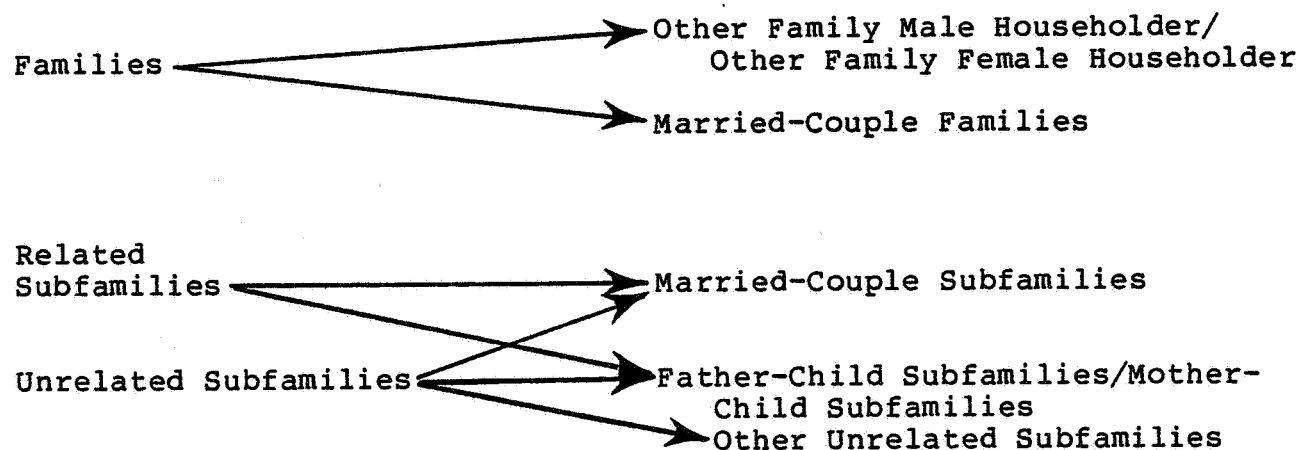 Other Family Male Householder/
Families
Other Family Female Householder
Married-Couple Families
Related
Subfamilies
Married-Couple Subfamilies
Unrelated Subfamilies
Father-Child Subfamilies/Mother-
Child Subfamilies
Other Unrelated Subfamilies